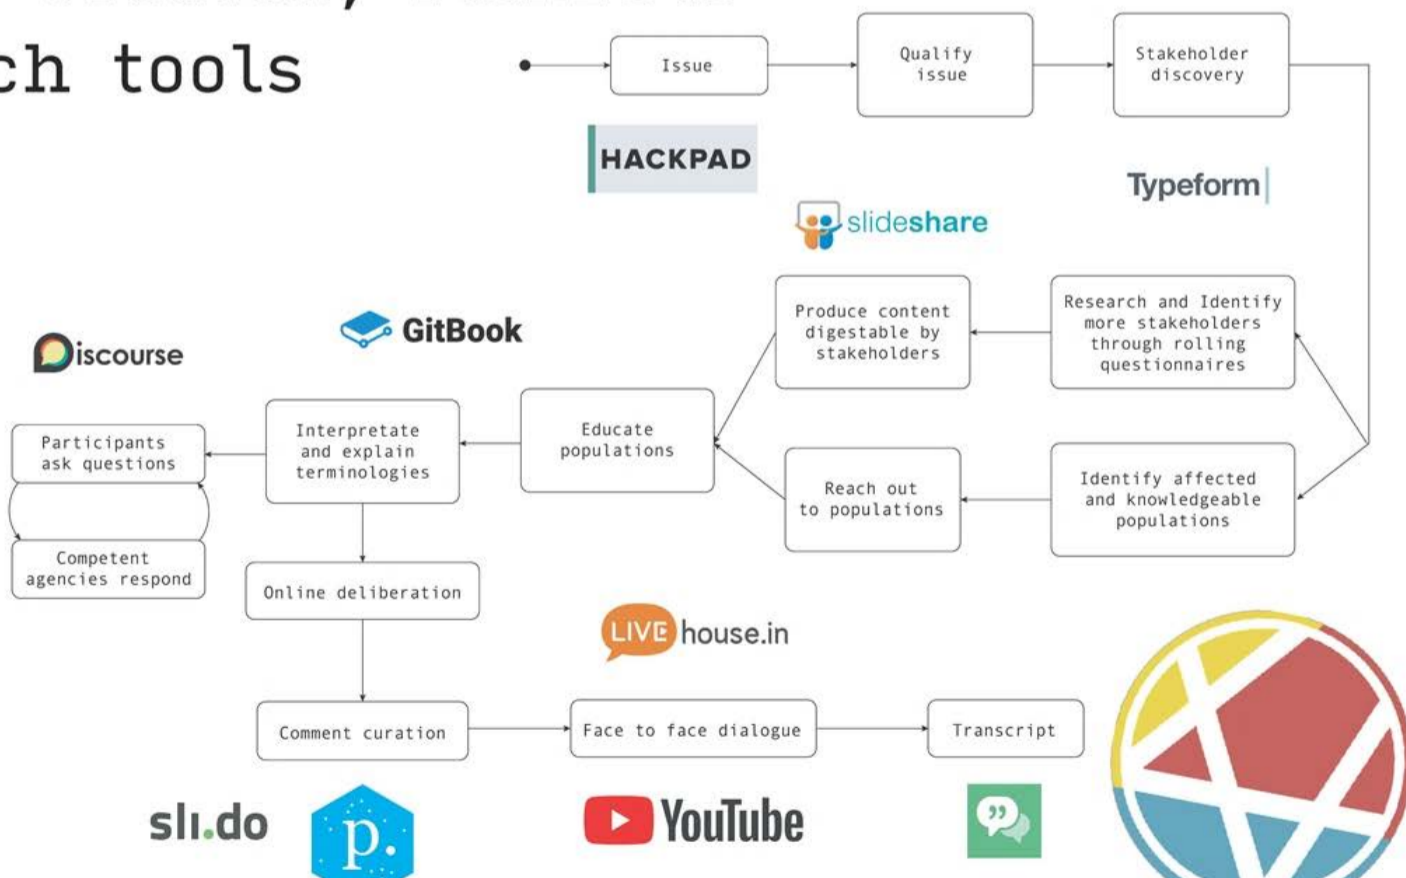 ch tools
Issue
Qualify
issue
Stakeholder
discovery
HACKPAD
Typeform
slideshare
Produce content
digestable by
stakeholders
Research and Identify
more stakeholders
through rolling
questionnaires
GitBook
Discourse
Participants
ask questions
Interpretate
and explain
terminologies
Educate
populations
Reach out
to populations
Identify affected
and knowledgeable
populations
Competent
agencies respond
Online deliberation
LIVE house.in
Comment curation
Face to face dialogue
Transcript
sli.do
p.
YouTube